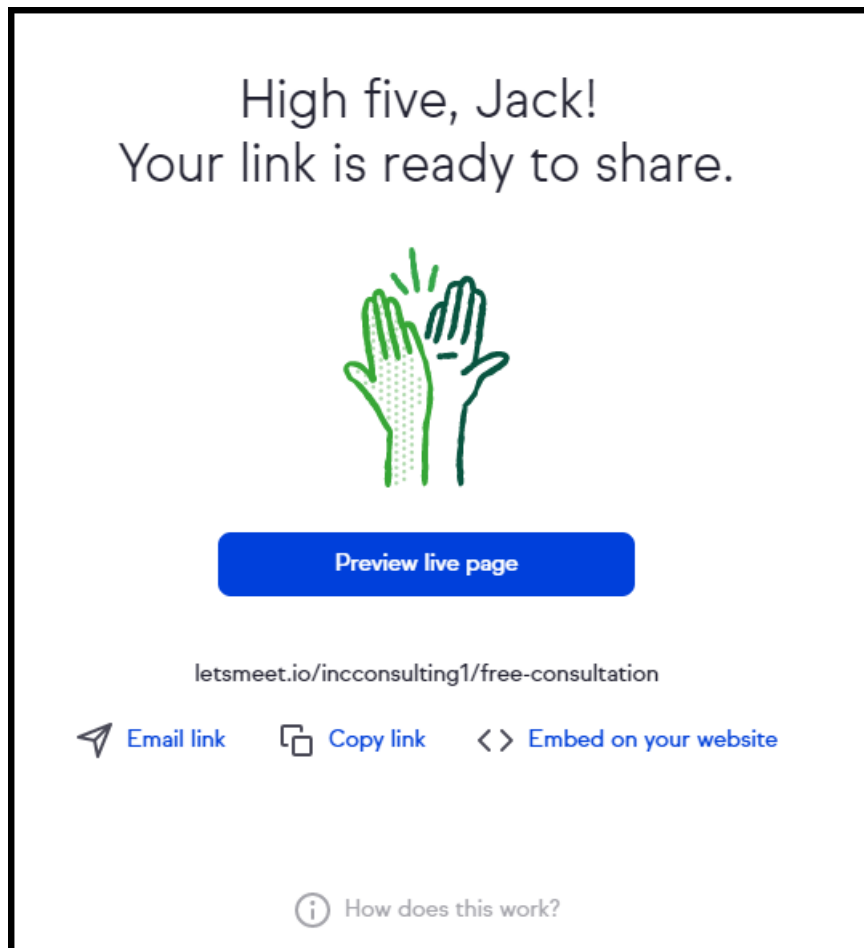 High five, Jack!
Your link is ready to share.
Preview live page
letsmeet.io/incconsulting1/free-consultation
Email link
Copy link
Embed on your website
How does this work?